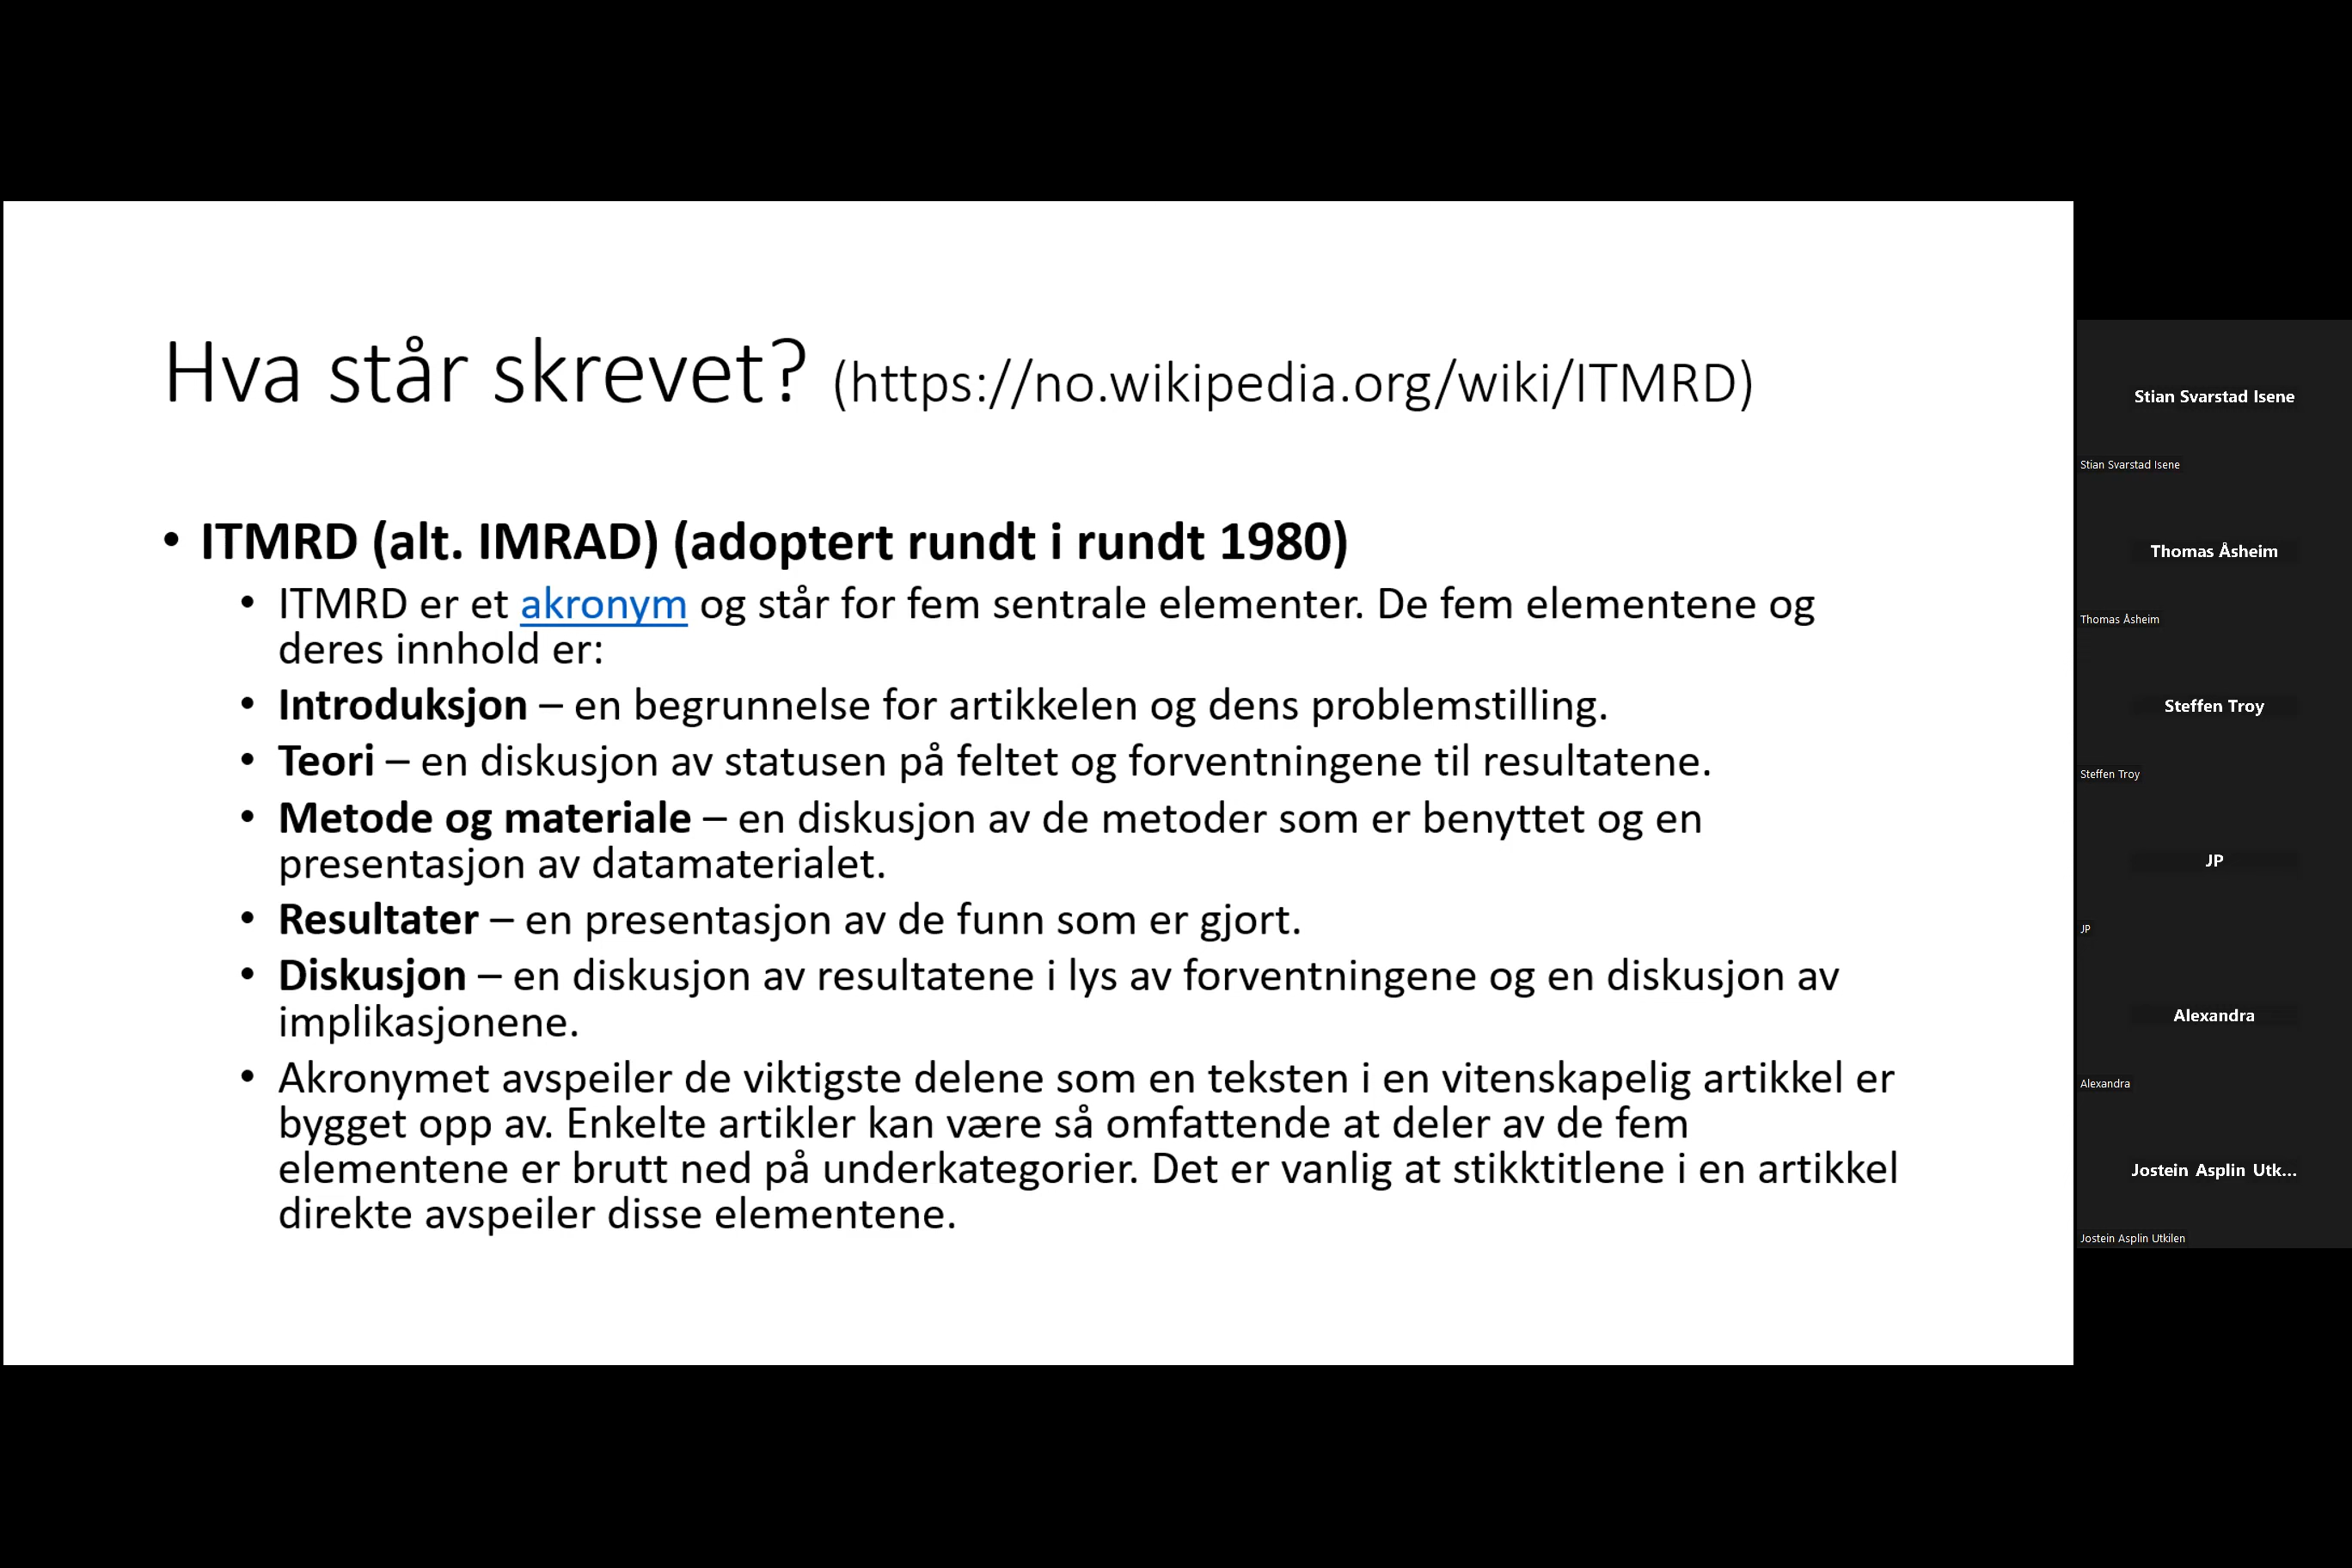 Hva står skrevet? (https://no.wikipedia.org/wiki/ITMRD)
• ITMRD (alt. IMRAD) (adoptert rundt i rundt 1980)
• ITMRD er et akronym og står for fem sentrale elementer. De fem elementene og
deres innhold er:
• Introduksjon – en begrunnelse for artikkelen og dens problemstilling.
• Teori – en diskusjon av statusen på feltet og forventningene til resultatene.
• Metode og materiale – en diskusjon av de metoder som er benyttet og en
presentasjon av datamaterialet.
• Resultater – en presentasjon av de funn som er gjort.
• Diskusjon – en diskusjon av resultatene i lys av forventningene og en diskusjon av
implikasjonene.
• Akronymet avspeiler de viktigste delene som en teksten i en vitenskapelig artikkel er
bygget opp av. Enkelte artikler kan være så omfattende at deler av de fem
elementene er brutt ned på underkategorier. Det er vanlig at stikktitlene i en artikkel
direkte avspeiler disse elementene.
Stian Svarstad Isene
Stian Svarstad Isene
Thomas Åsheim
Thomas Åsheim
Steffen Troy
Steffen Troy
JP
JP
Alexandra
Alexandra
Jostein Asplin Utk...
Jostein Asplin Utkilen